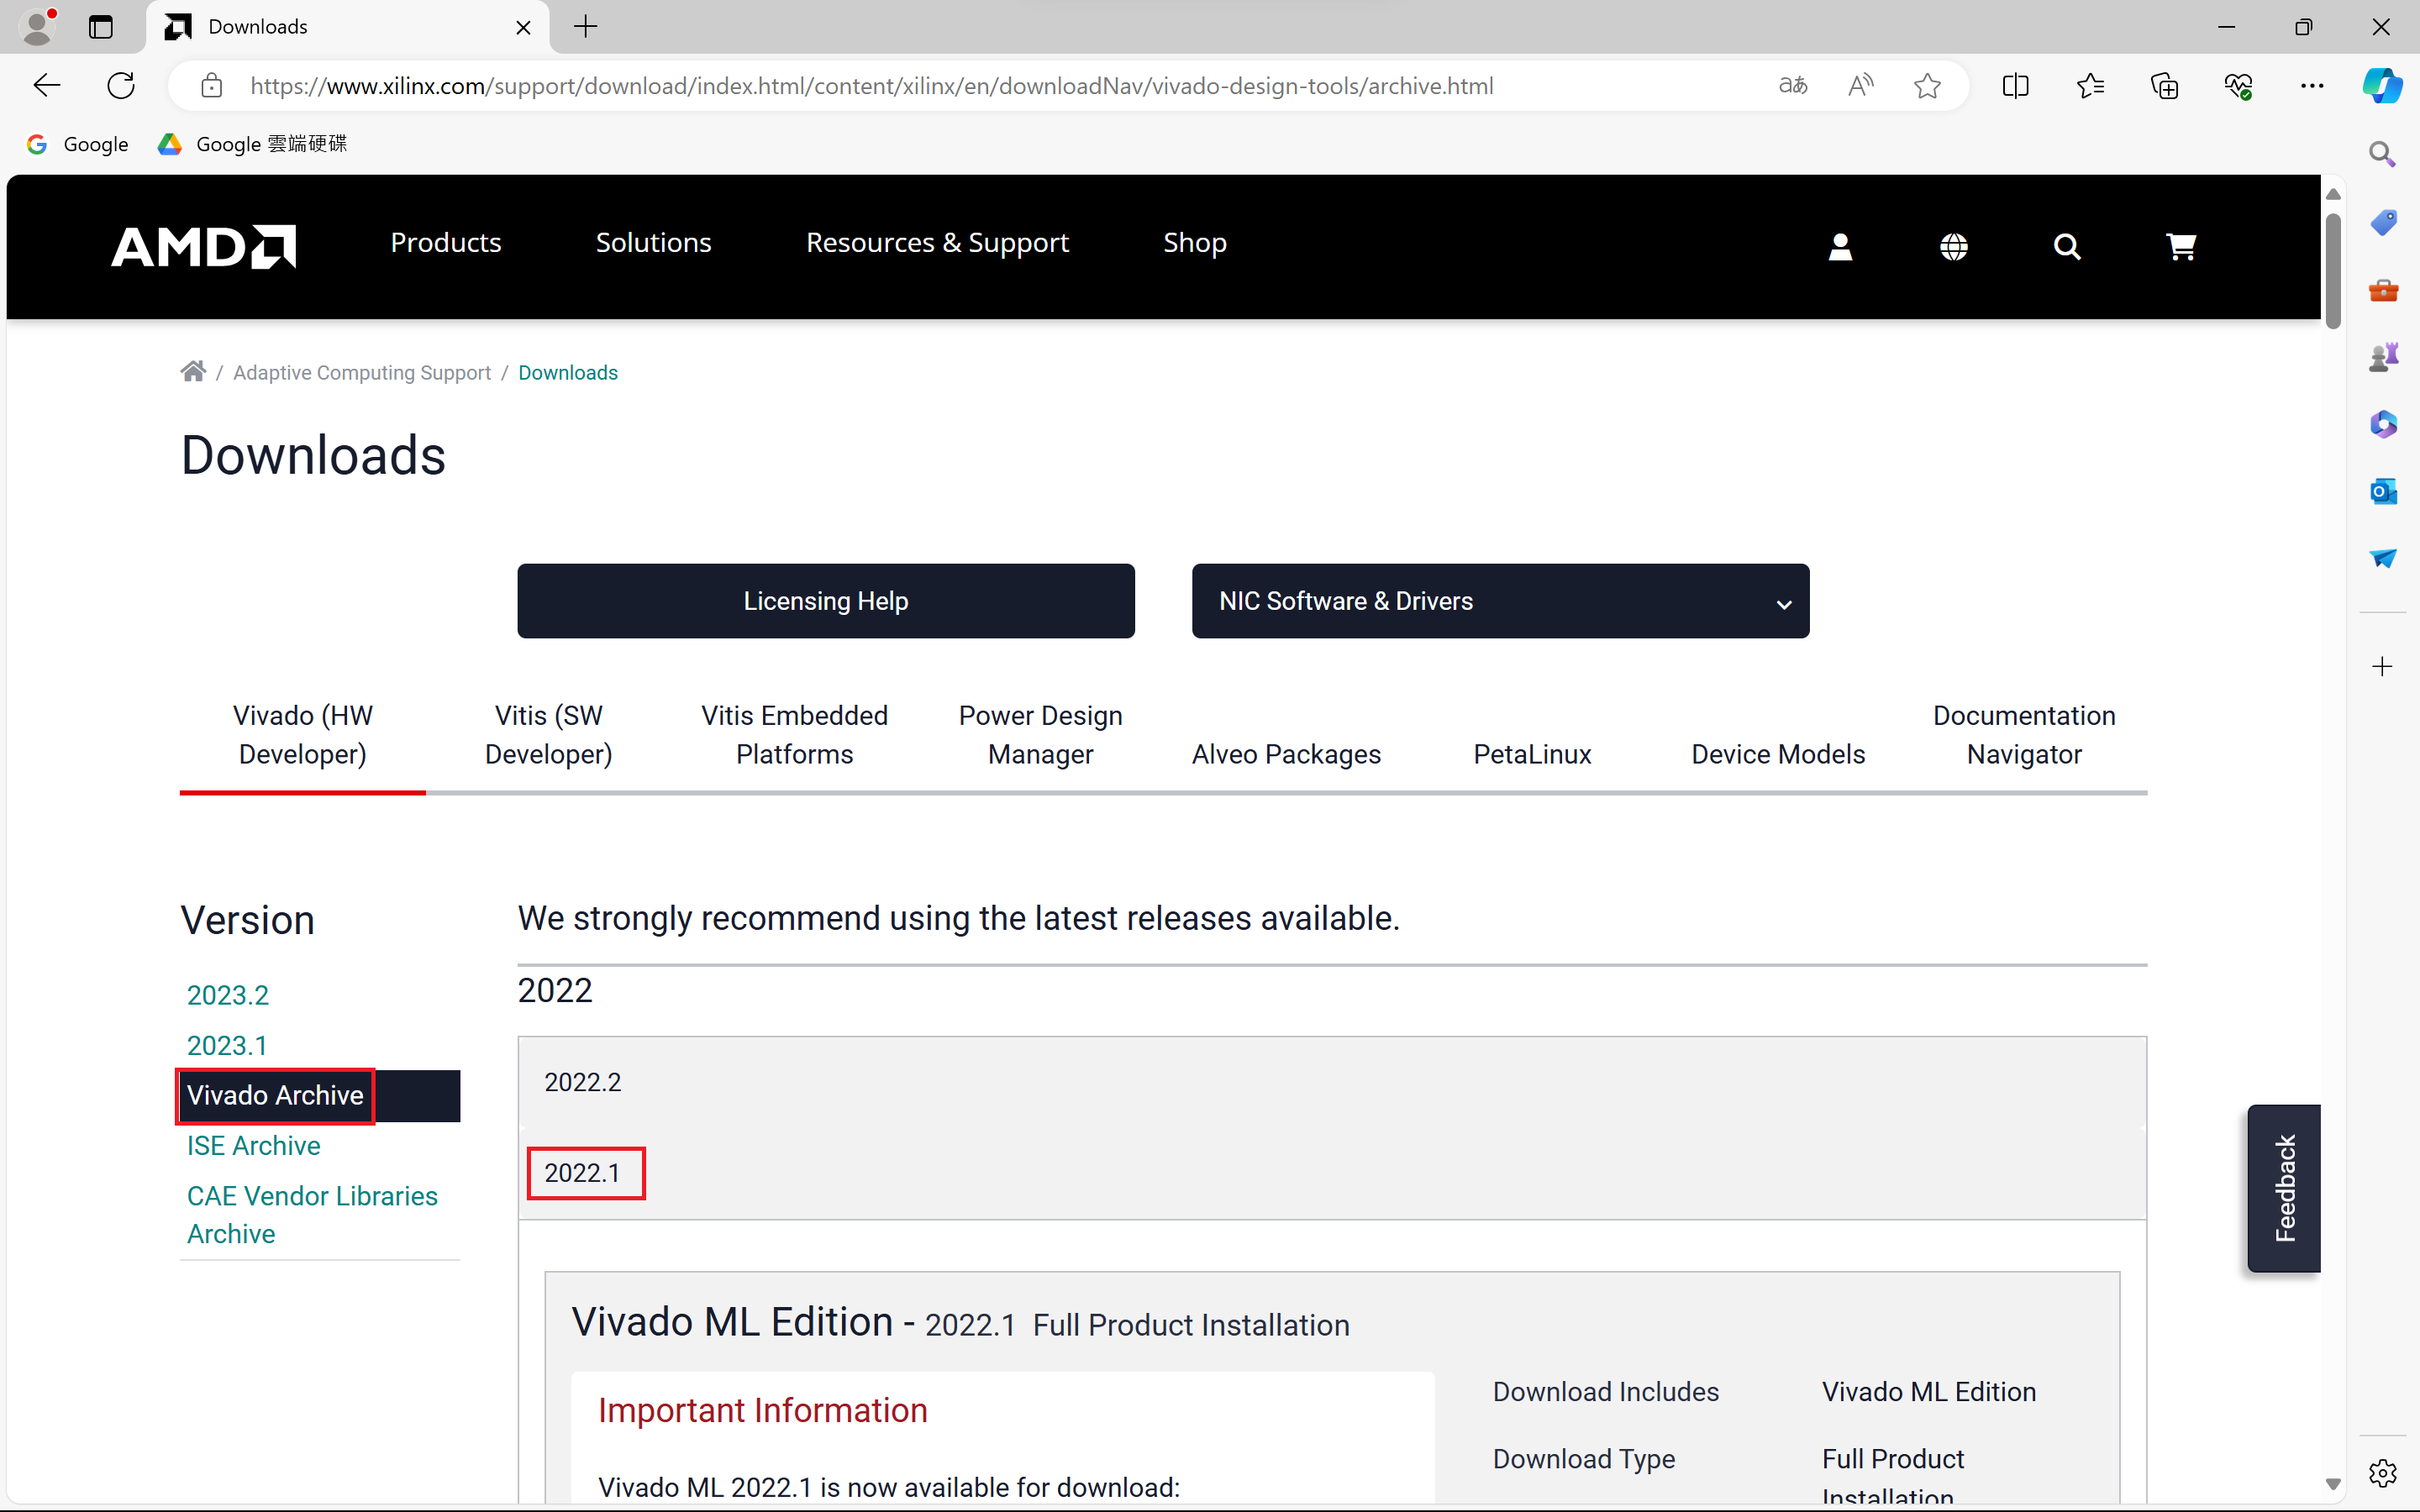 Downloads
https://www.xilinx.com/support/download/index.html/content/xilinx/en/downloadNav/vivado-design-tools/archive.html
Google
Google 雲端硬碟
AMD
Products
Solutions
Resources & Support
Shop
/ Adaptive Computing Support / Downloads
Downloads
Licensing Help
NIC Software & Drivers
Vivado (HW
Developer)
Vitis (SW
Developer)
Vitis Embedded
Platforms
Power Design
Manager
Alveo Packages
PetaLinux
Device Models
Documentation
Navigator
Version
2023.2
2023.1
Vivado Archive
ISE Archive
CAE Vendor Libraries
Archive
We strongly recommend using the latest releases available.
2022
2022.2
2022.1
Vivado ML Edition - 2022.1 Full Product Installation
Important Information
Vivado ML 2022.1 is now available for download:
Download Includes
Vivado ML Edition
Download Type
Full Product
Installation
Feedback